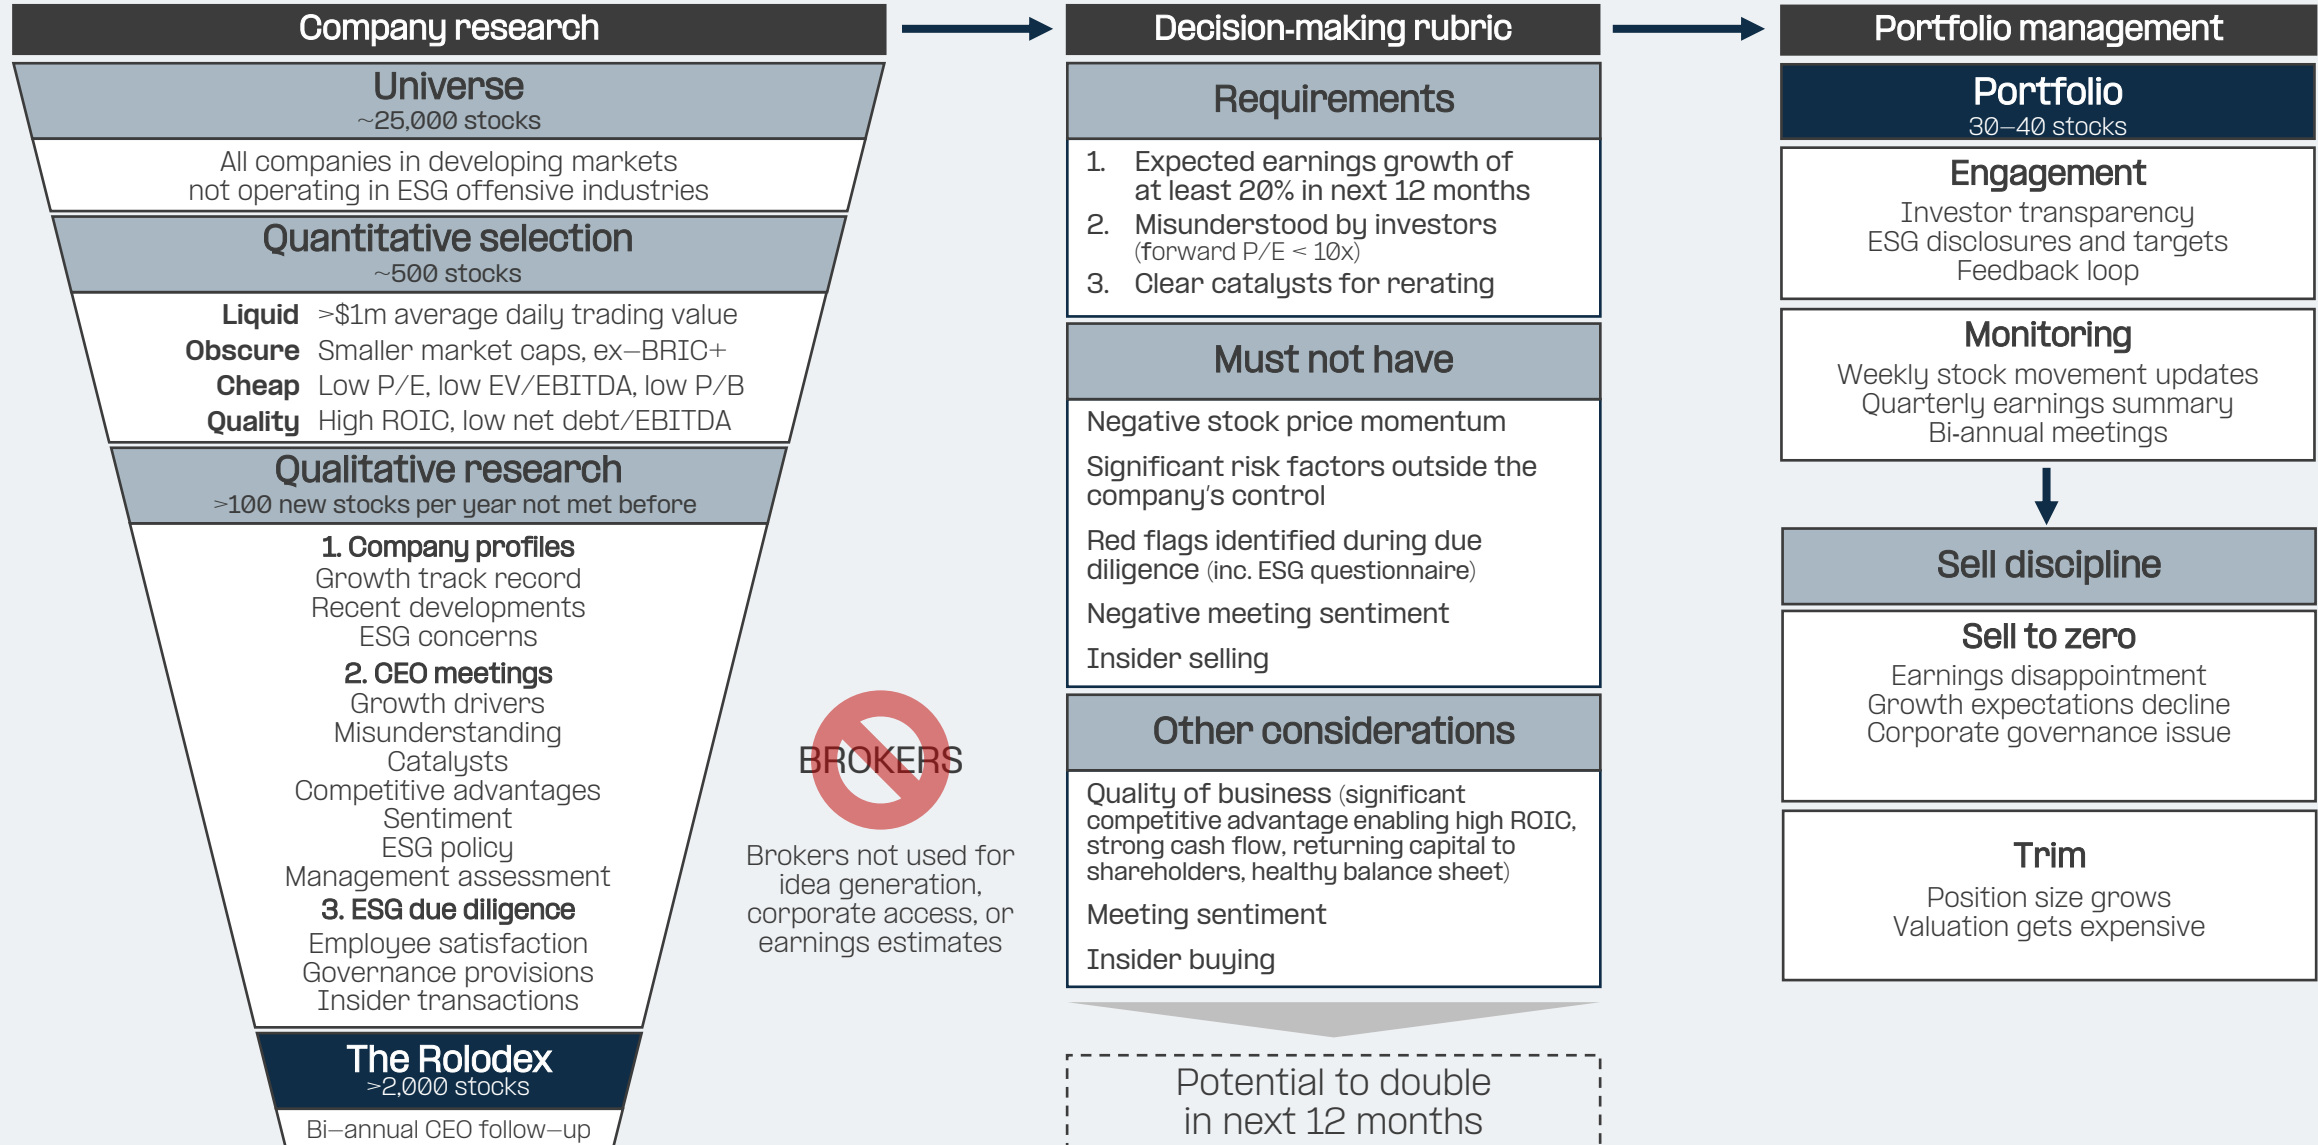 Company research
Universe
~25,000 stocks
All companies in developing markets
not operating in ESG offensive industries
Quantitative selection
~500 stocks
Liquid >$1m average daily trading value
Obscure Smaller market caps, ex–BRIC+
Cheap Low P/E, low EV/EBITDA, low P/B
Quality High ROIC, low net debt/EBITDA
Qualitative research
>100 new stocks per year not met before
1. Company profiles
Growth track record
Recent developments
ESG concerns
2. CEO meetings
Growth drivers
Misunderstanding
Catalysts
Competitive advantages
Sentiment
ESG policy
Management assessment
3. ESG due diligence
Employee satisfaction
Governance provisions
Insider transactions
The Rolodex
>2,000 stocks
Bi–annual CEO follow–up
BROKERS
Brokers not used for
idea generation,
corporate access, or
earnings estimates
Decision-making rubric
Requirements
1. Expected earnings growth of
at least 20% in next 12 months
2. Misunderstood by investors
(forward P/E < 10x)
3. Clear catalysts for rerating
Must not have
Negative stock price momentum
Significant risk factors outside the
company's control
Red flags identified during due
diligence (inc. ESG questionnaire)
Negative meeting sentiment
Insider selling
Other considerations
Quality of business (significant
competitive advantage enabling high ROIC,
strong cash flow, returning capital to
shareholders, healthy balance sheet)
Meeting sentiment
Insider buying
Potential to double
in next 12 months
Portfolio management
Portfolio
30–40 stocks
Engagement
Investor transparency
ESG disclosures and targets
Feedback loop
Monitoring
Weekly stock movement updates
Quarterly earnings summary
Bi-annual meetings
Sell discipline
Sell to zero
Earnings disappointment
Growth expectations decline
Corporate governance issue
Trim
Position size grows
Valuation gets expensive